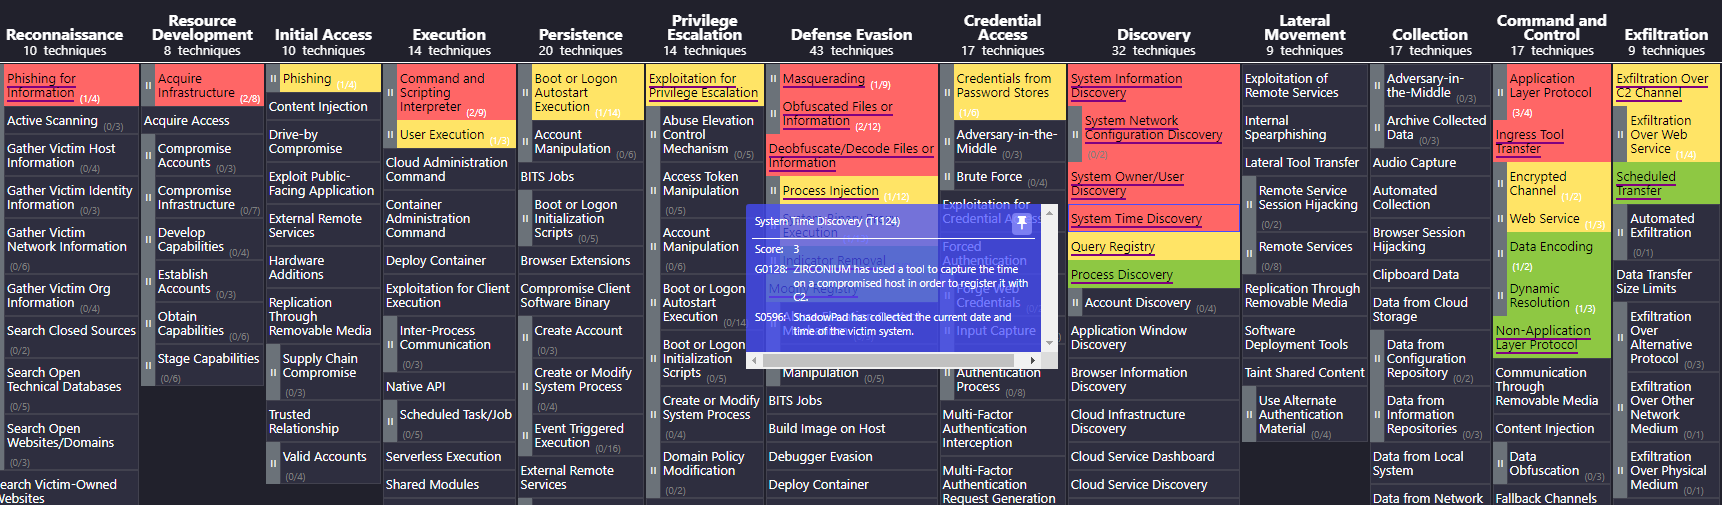 Reconnaissance
10 techniques
Phishing for
Information (1/4)
Active Scanning (0/3)
Gather Victim Host
Information (0/4)
Gather Victim Identity
Information (0/3)
Gather Victim
Network Information
(0/6)
Gather Victim Org
Information (0/4)
Search Closed Sources
(0/2)
Search Open
Technical Databases
(0/5)
Search Open
Websites/Domains
(0/3)
earch Victim-Owned
Websites
Resource
Development
8 techniques
Acquire
Infrastructure (2/8)
Acquire Access
Compromise
Accounts (0/3)
Compromise
Infrastructure (0/7)
Develop
Capabilities (0/4)
Establish
Accounts (0/3)
Obtain
Capabilities (0/6)
Stage Capabilities
(0/6)
Initial Access
10 techniques
Phishing (1/4)
Content Injection
Drive-by
Compromise
Exploit Public-
Facing Application
External Remote
Services
Hardware
Additions
Replication
Through
Removable Media
Supply Chain
Compromise
(0/3)
Trusted
Relationship
Valid Accounts
(0/4)
Execution
14 techniques
Command and
Scripting
Interpreter (2/9)
User Execution (1/3)
Cloud Administration
Command
Container
Administration
Command
Deploy Container
Exploitation for Client
Execution
Inter-Process
Communication
(0/3)
Native API
Scheduled Task/Job
(0/5)
Serverless Execution
Shared Modules
Persistence
20 techniques
Boot or Logon
Autostart
Execution (1/14)
Account
Manipulation (0/6)
BITS Jobs
Boot or Logon
Initialization
Scripts (0/5)
Browser Extensions
Compromise Client
Software Binary
Create Account
(0/3)
Create or Modify
System Process
(0/4)
Event Triggered
Execution (0/16)
External Remote
Services
Privilege
Escalation
14 techniques
Exploitation for
Privilege Escalation
Abuse Elevation
Control
Mechanism (0/5)
Access Token
Manipulation
(0/5)
Account
Manipulation
(0/6)
Boot or Logon
Autostart
Execution (0/14)
Boot or Logon
Initialization
Scripts (0/5)
Create or Modify
System Process
(0/4)
Domain Policy
Modification
(0/2)
Defense Evasion
43 techniques
Masquerading (1/9)
Obfuscated Files or
Information (2/12)
Deobfuscate/Decode Files or
Information
Process Injection (1/12)
System Time Discovery (T1124)
Score: 3
G0128: ZIRCONIUM has used a tool to capture the time
on a compromised host in order to register it with
C2.
S0596: ShadowPad has collected the current date and
time of the victim system.
Execution
Indicator Removal
Manipulation (0/5)
BITS Jobs
Build Image on Host
Debugger Evasion
Deploy Container
Credential
Access
17 techniques
Credentials from
Password Stores
(1/6)
Adversary-in-the-
Middle (0/3)
Brute Force (0/4)
Exploitation for
Credential Access
Forced
Authentication
Forge Web
Credentials
Input Capture
Authentication
Process (0/8)
Multi-Factor
Authentication
Interception
Multi-Factor
Authentication
Request Generation
Discovery
32 techniques
System Information
Discovery
System Network
Configuration Discovery
(0/2)
System Owner/User
Discovery
System Time Discovery
Query Registry
Process Discovery
Account Discovery (0/4)
Application Window
Discovery
Browser Information
Discovery
Cloud Infrastructure
Discovery
Cloud Service Dashboard
Cloud Service Discovery
Lateral
Movement
9 techniques
Exploitation of
Remote Services
Internal
Spearphishing
Lateral Tool Transfer
Remote Service
Session Hijacking
(0/2)
Remote Services
(0/8)
Replication Through
Removable Media
Software
Deployment Tools
Taint Shared Content
Use Alternate
Authentication
Material (0/4)
Collection
17 techniques
Adversary-in-
the-Middle (0/3)
Archive Collected
Data (0/3)
Audio Capture
Automated
Collection
Browser Session
Hijacking
Clipboard Data
Data from Cloud
Storage
Data from
Configuration
Repository (0/2)
Data from
Information
Repositories (0/3)
Data from Local
System
Data from Network
Command and
Control
17 techniques
Application
Layer Protocol
(3/4)
Ingress Tool
Transfer
Encrypted
Channel (1/2)
Web Service (1/3)
Data Encoding
(1/2)
Dynamic
Resolution (1/3)
Non-Application
Layer Protocol
Communication
Through
Removable Media
Content Injection
Data
Obfuscation (0/3)
Fallback Channels
Exfiltration
9 techniques
Exfiltration Over
C2 Channel
Exfiltration
Over Web
Service (1/4)
Scheduled
Transfer
Automated
Exfiltration
(0/1)
Data Transfer
Size Limits
Exfiltration
Over
Alternative
Protocol (0/3)
Exfiltration
Over Other
Network
Medium
(0/1)
Exfiltration
Over Physical
Medium (0/1)